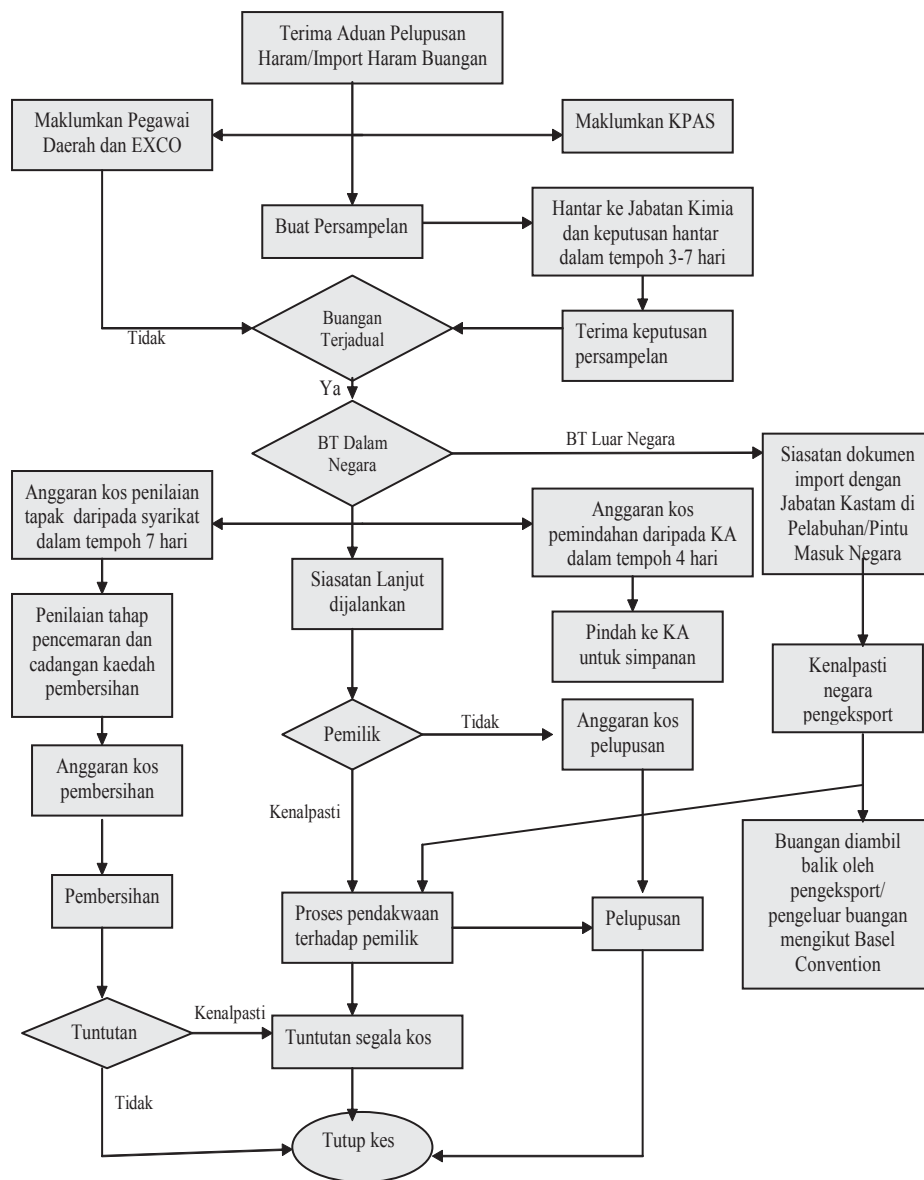 Terima Aduan Pelupusan
Haram/Import Haram Buangan
Maklumkan Pegawai
Daerah dan EXCO
Maklumkan KPAS
Buat Persampelan
Hantar ke Jabatan Kimia
dan keputusan hantar
dalam tempoh 3-7 hari
Buangan
Terjadual
Tidak
Terima keputusan
persampelan
Ya
BT Dalam
Negara
BT Luar Negara
Siasatan dokumen
import dengan
Jabatan Kastam di
Pelabuhan/Pintu
Masuk Negara
Anggaran kos penilaian
tapak daripada syarikat
dalam tempoh 7 hari
Anggaran kos
pemindahan daripada KA
dalam tempoh 4 hari
Siasatan Lanjut
dijalankan
Penilaian tahap
pencemaran dan
cadangan kaedah
pembersihan
Pindah ke KA
untuk simpanan
Kenalpasti
negara
pengeksport
Pemilik
Tidak
Anggaran kos
pelupusan
Anggaran kos
pembersihan
Kenalpasti
Buangan diambil
balik oleh
pengeksport/
pengeluar buangan
mengikut Basel
Convention
Pembersihan
Proses pendakwaan
terhadap pemilik
Pelupusan
Tuntutan
Kenalpasti
Tuntutan segala kos
Tidak
Tutup kes